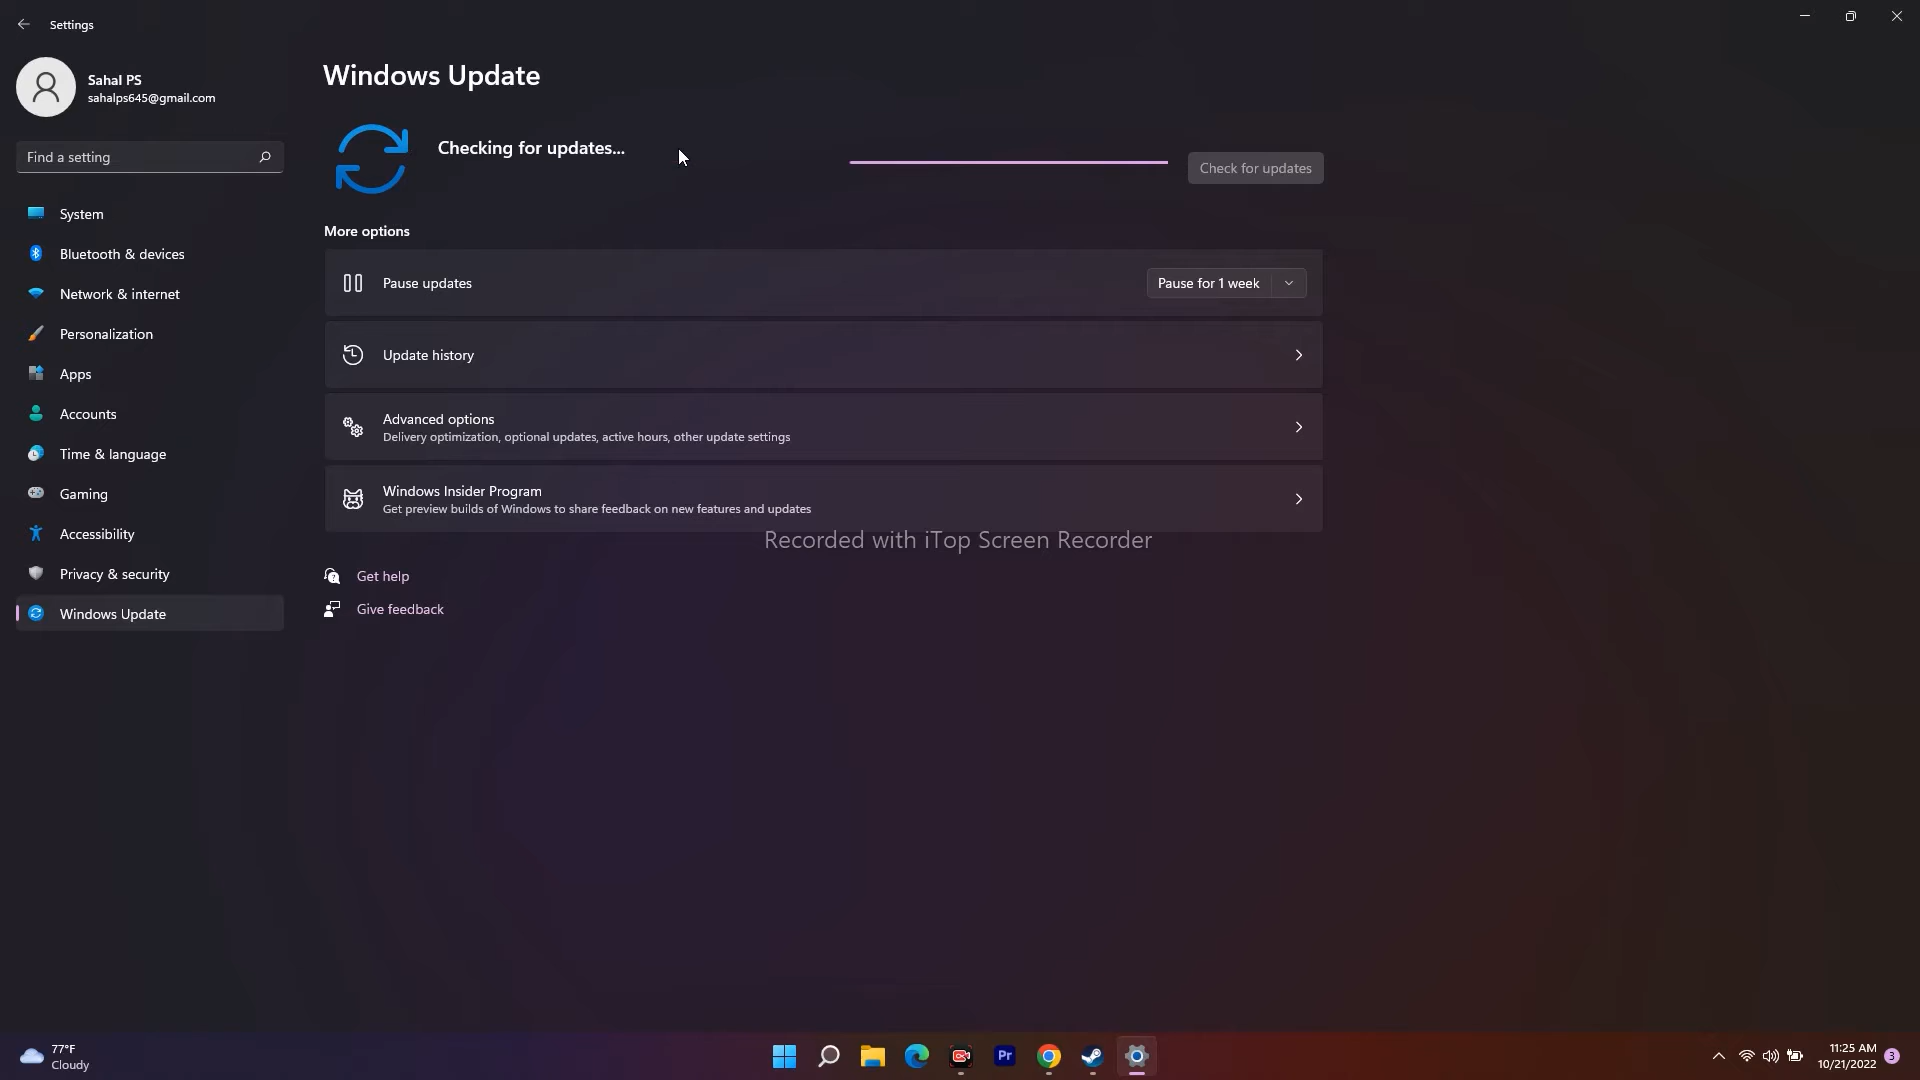 Settings
Sahal PS
sahalps645@gmail.com
Find a setting
System
Bluetooth & devices
Network & internet
Personalization
Apps
Accounts
Time & language
Gaming
Accessibility
Privacy & security
Windows Update
Windows Update
Checking for updates...
Check for updates
More options
Pause updates
Pause for 1 week
Update history
Advanced options
Delivery optimization, optional updates, active hours, other update settings
Windows Insider Program
Get preview builds of Windows to share feedback on new features and updates
Recorded with iTop Screen Recorder
Get help
Give feedback
77°F
Cloudy
Pr
11:25 AM
10/21/2022
3